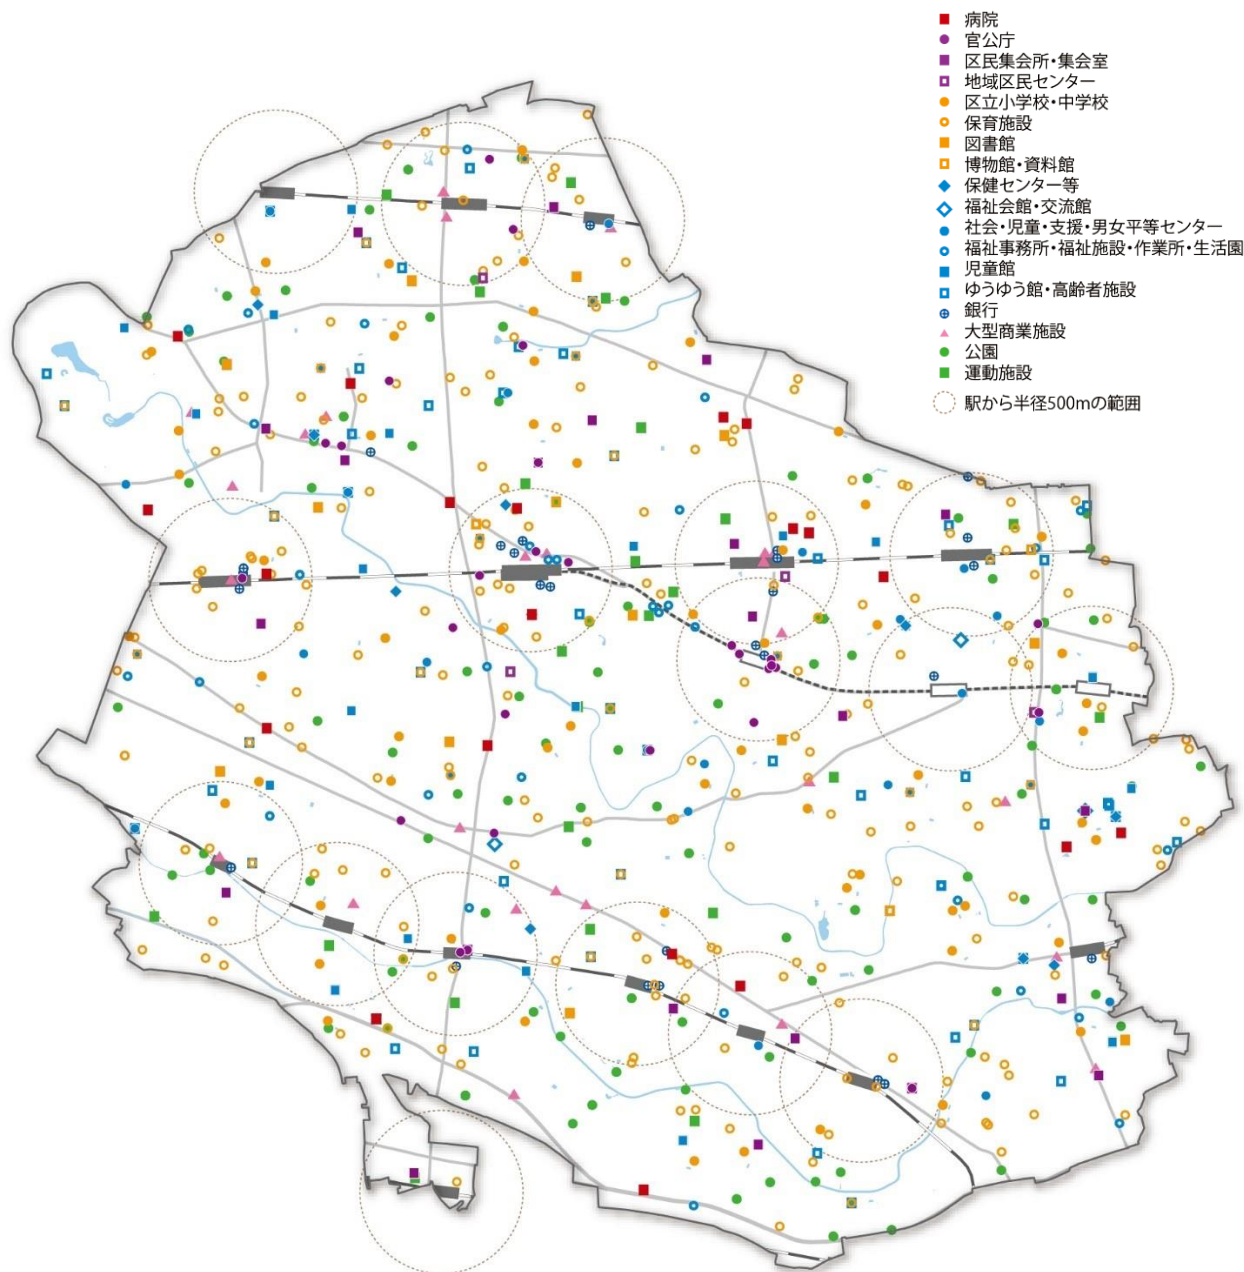 病院
官公庁
区民集会所・集会室
地域区民センター
区立小学校・中学校
保育施設
図書館
博物館・資料館
保健センター等
福祉会館・交流館
社会・児童・支援・男女平等センター
福祉事務所・福祉施設・作業所・生活園
児童館
ゆうゆう館・高齢者施設
銀行
大型商業施設
公園
運動施設
駅から半径500mの範囲